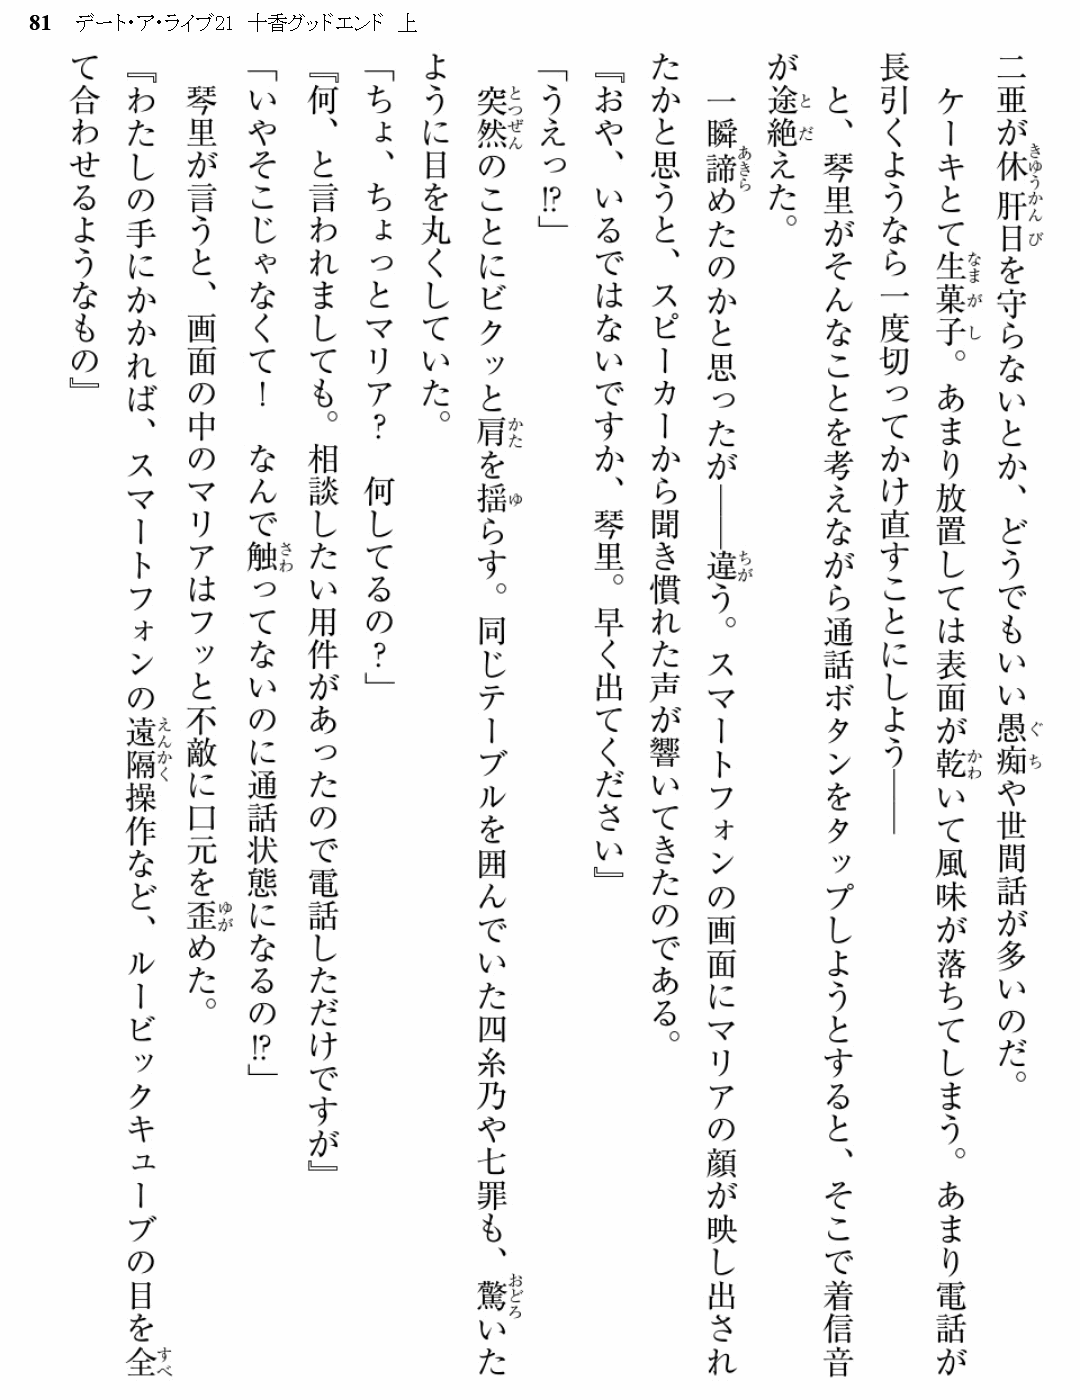 81 デート・ア・ライブ21 十香グッドエンド 上
二亜が休肝日を守らないとか、どうでもいい愚痴や世間話が多いのだ。
　ケーキとて生菓子。あまり放置しては表面が乾いて風味が落ちてしまう。あまり電話が
長引くようなら一度切ってかけ直すことにしよう――
　と、琴里がそんなことを考えながら通話ボタンをタップしようとすると、そこで着信音
が途絶えた。
　一瞬諦めたのかと思ったが――違う。スマートフォンの画面にマリアの顔が映し出され
たかと思うと、スピーカーから聞き慣れた声が響いてきたのである。
『おや、いるではないですか、琴里。早く出てください』
「うえっ!?」
　突然のことにビクッと肩を揺らす。同じテーブルを囲んでいた四糸乃や七罪も、驚いた
ように目を丸くしていた。
「ちょ、ちょっとマリア？　何してるの？」
『何、と言われましても。相談したい用件があったので電話しただけですが』
「いやそこじゃなくて！　なんで触ってないのに通話状態になるの!?」
　琴里が言うと、画面の中のマリアはフッと不敵に口元を歪めた。
『わたしの手にかかれば、スマートフォンの遠隔操作など、ルービックキューブの目を全
て合わせるようなもの』